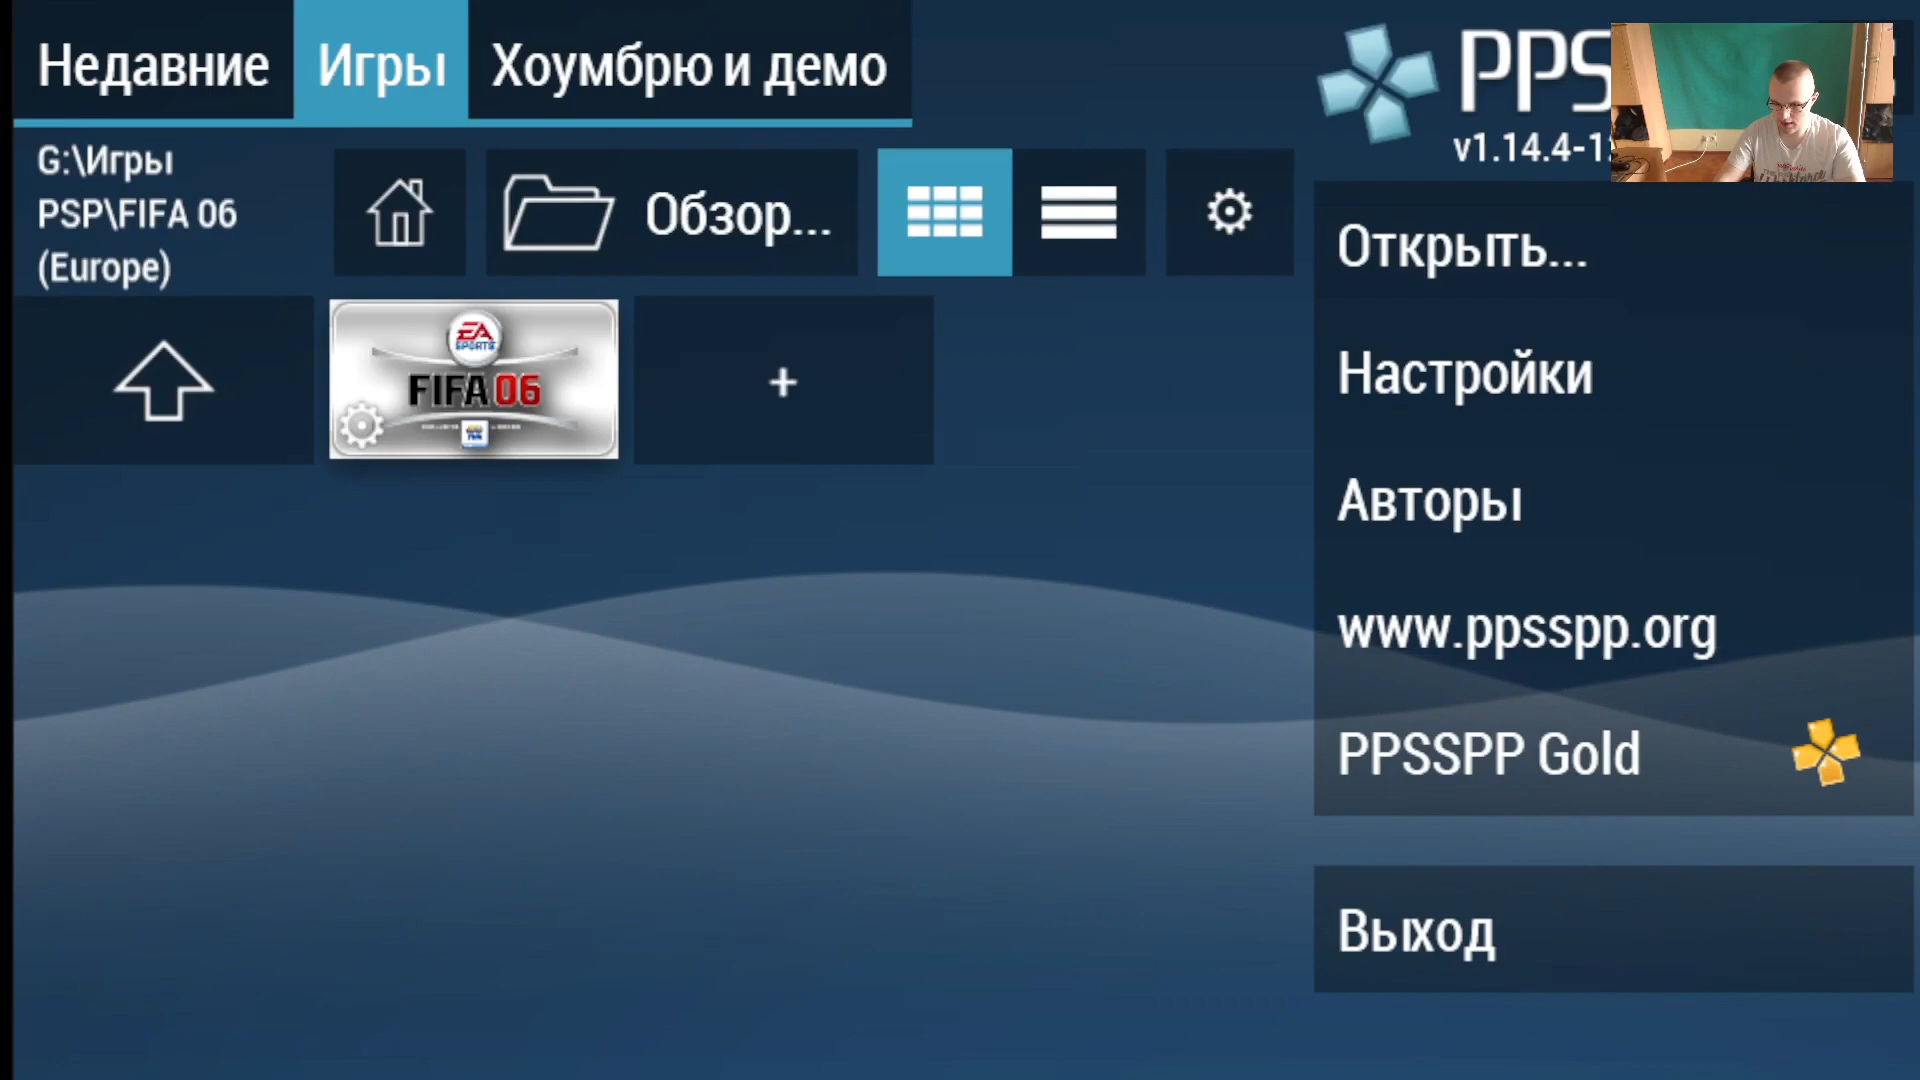 Недавние
Игры
Хоумбрю и демо
PPS
v1.14.4-1
G:\Игры
PSP\FIFA 06
(Europe)
Обзор...
Открыть...
EA
SPORTS
FIFA 06
+
Настройки
Авторы
www.ppsspp.org
PPSSPP Gold
Выход